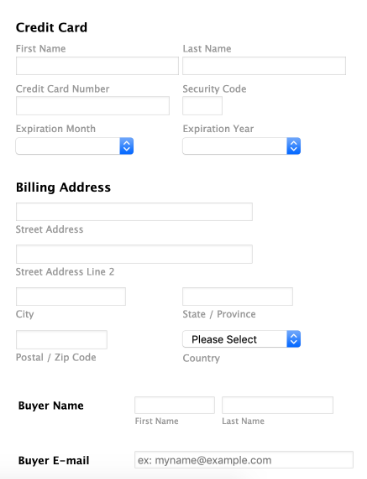 Credit Card
First Name Last Name
Credit Card Number Security Code
Expiration Month Expiration Year
Billing Address
Street Address
Street Address Line 2
City State / Province
Please Select
Postal / Zip Code Country
Buyer Name
First Name Last Name
Buyer E-mail ex: myname@example.com